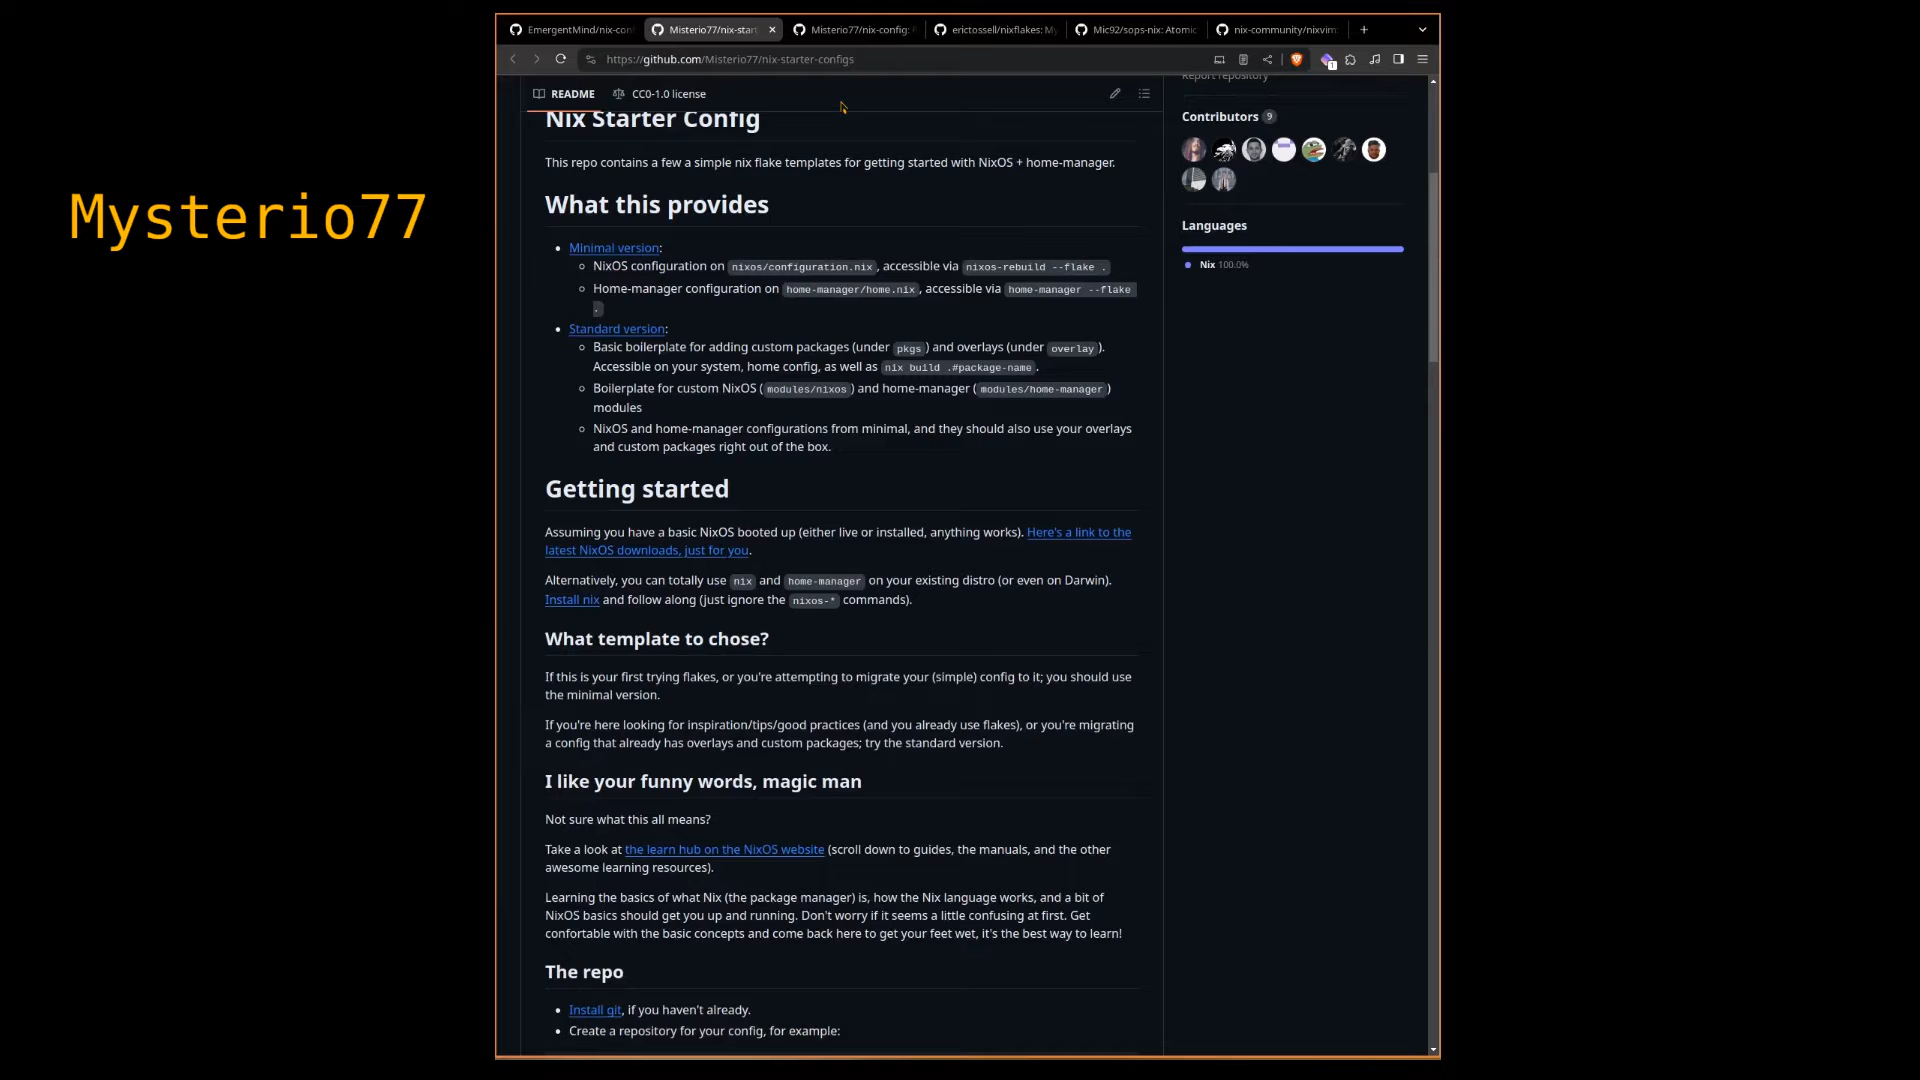 Mysterio77
EmergentMind/nix-con
Misterio77/nix-start
Misterio77/nix-config:
erictossell/nixflakes: My
Mic92/sops-nix: Atomic
nix-community/nixvim:
https://github.com/Misterio77/nix-starter-configs
README
CC0-1.0 license
Nix Starter Config
This repo contains a few a simple nix flake templates for getting started with NixOS + home-manager.
What this provides
Minimal version:
NixOS configuration on nixos/configuration.nix, accessible via nixos-rebuild --flake .
Home-manager configuration on home-manager/home.nix, accessible via home-manager --flake
.
Standard version:
Basic boilerplate for adding custom packages (under pkgs) and overlays (under overlay).
Accessible on your system, home config, as well as nix build .#package-name.
Boilerplate for custom NixOS (modules/nixos) and home-manager (modules/home-manager)
modules
NixOS and home-manager configurations from minimal, and they should also use your overlays
and custom packages right out of the box.
Getting started
Assuming you have a basic NixOS booted up (either live or installed, anything works). Here's a link to the
latest NixOS downloads, just for you.
Alternatively, you can totally use nix and home-manager on your existing distro (or even on Darwin).
Install nix and follow along (just ignore the nixos-* commands).
What template to chose?
If this is your first trying flakes, or you're attempting to migrate your (simple) config to it; you should use
the minimal version.
If you're here looking for inspiration/tips/good practices (and you already use flakes), or you're migrating
a config that already has overlays and custom packages; try the standard version.
I like your funny words, magic man
Not sure what this all means?
Take a look at the learn hub on the NixOS website (scroll down to guides, the manuals, and the other
awesome learning resources).
Learning the basics of what Nix (the package manager) is, how the Nix language works, and a bit of
NixOS basics should get you up and running. Don't worry if it seems a little confusing at first. Get
confortable with the basic concepts and come back here to get your feet wet, it's the best way to learn!
The repo
Install git, if you haven't already.
Create a repository for your config, for example:
Report repository
Contributors 9
Languages
Nix 100.0%
1